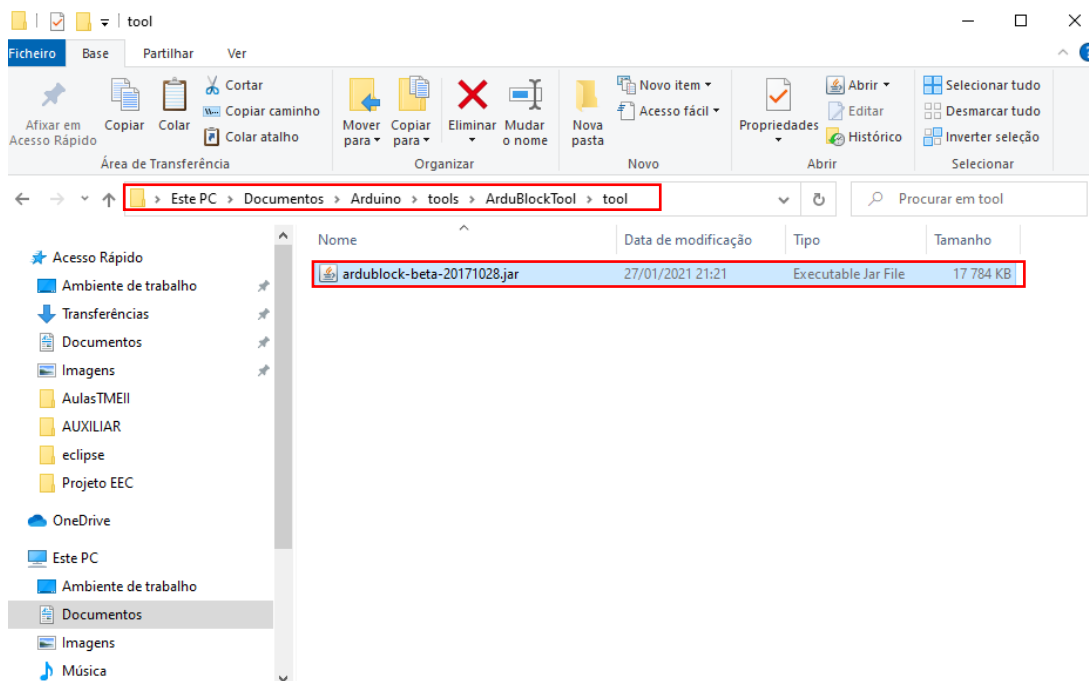 tool
Ficheiro Base Partilhar Ver
Afixar em Acesso Rápido
Copiar
Colar
Cortar
Copiar caminho
Colar atalho
Área de Transferência
Mover para
Copiar para
Eliminar
Mudar o nome
Organizar
Nova pasta
Novo item
Acesso fácil
Novo
Propriedades
Abrir
Editar
Histórico
Abrir
Selecionar tudo
Desmarcar tudo
Inverter seleção
Selecionar
Este PC > Documentos > Arduino > tools > ArduBlockTool > tool
Procurar em tool
Nome Data de modificação Tipo Tamanho
ardublock-beta-20171028.jar 27/01/2021 21:21 Executable Jar File 17 784 KB
Acesso Rápido
Ambiente de trabalho
Transferências
Documentos
Imagens
AulasTMEII
AUXILIAR
eclipse
Projeto EEC
OneDrive
Este PC
Ambiente de trabalho
Documentos
Imagens
Música